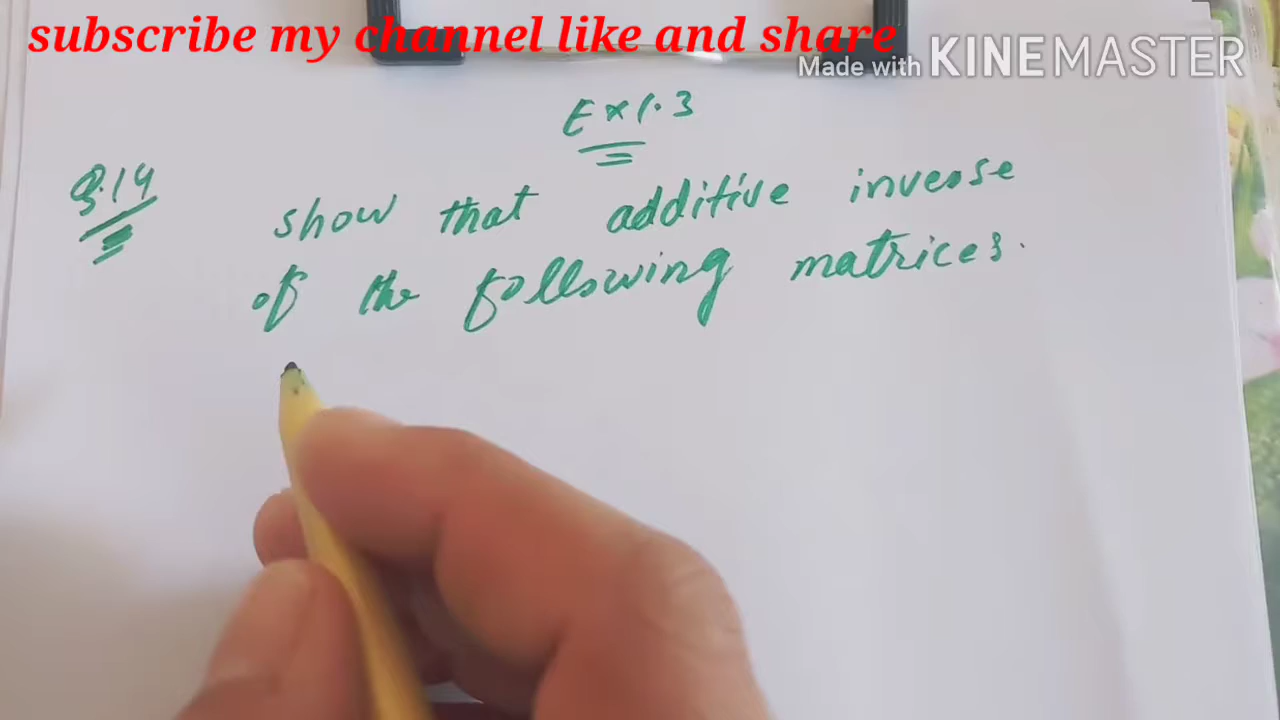 subscribe my channel like and share
Made with KINEMASTER
Ex 1.3
Q.14
show that additive inverse
of the following matrices.